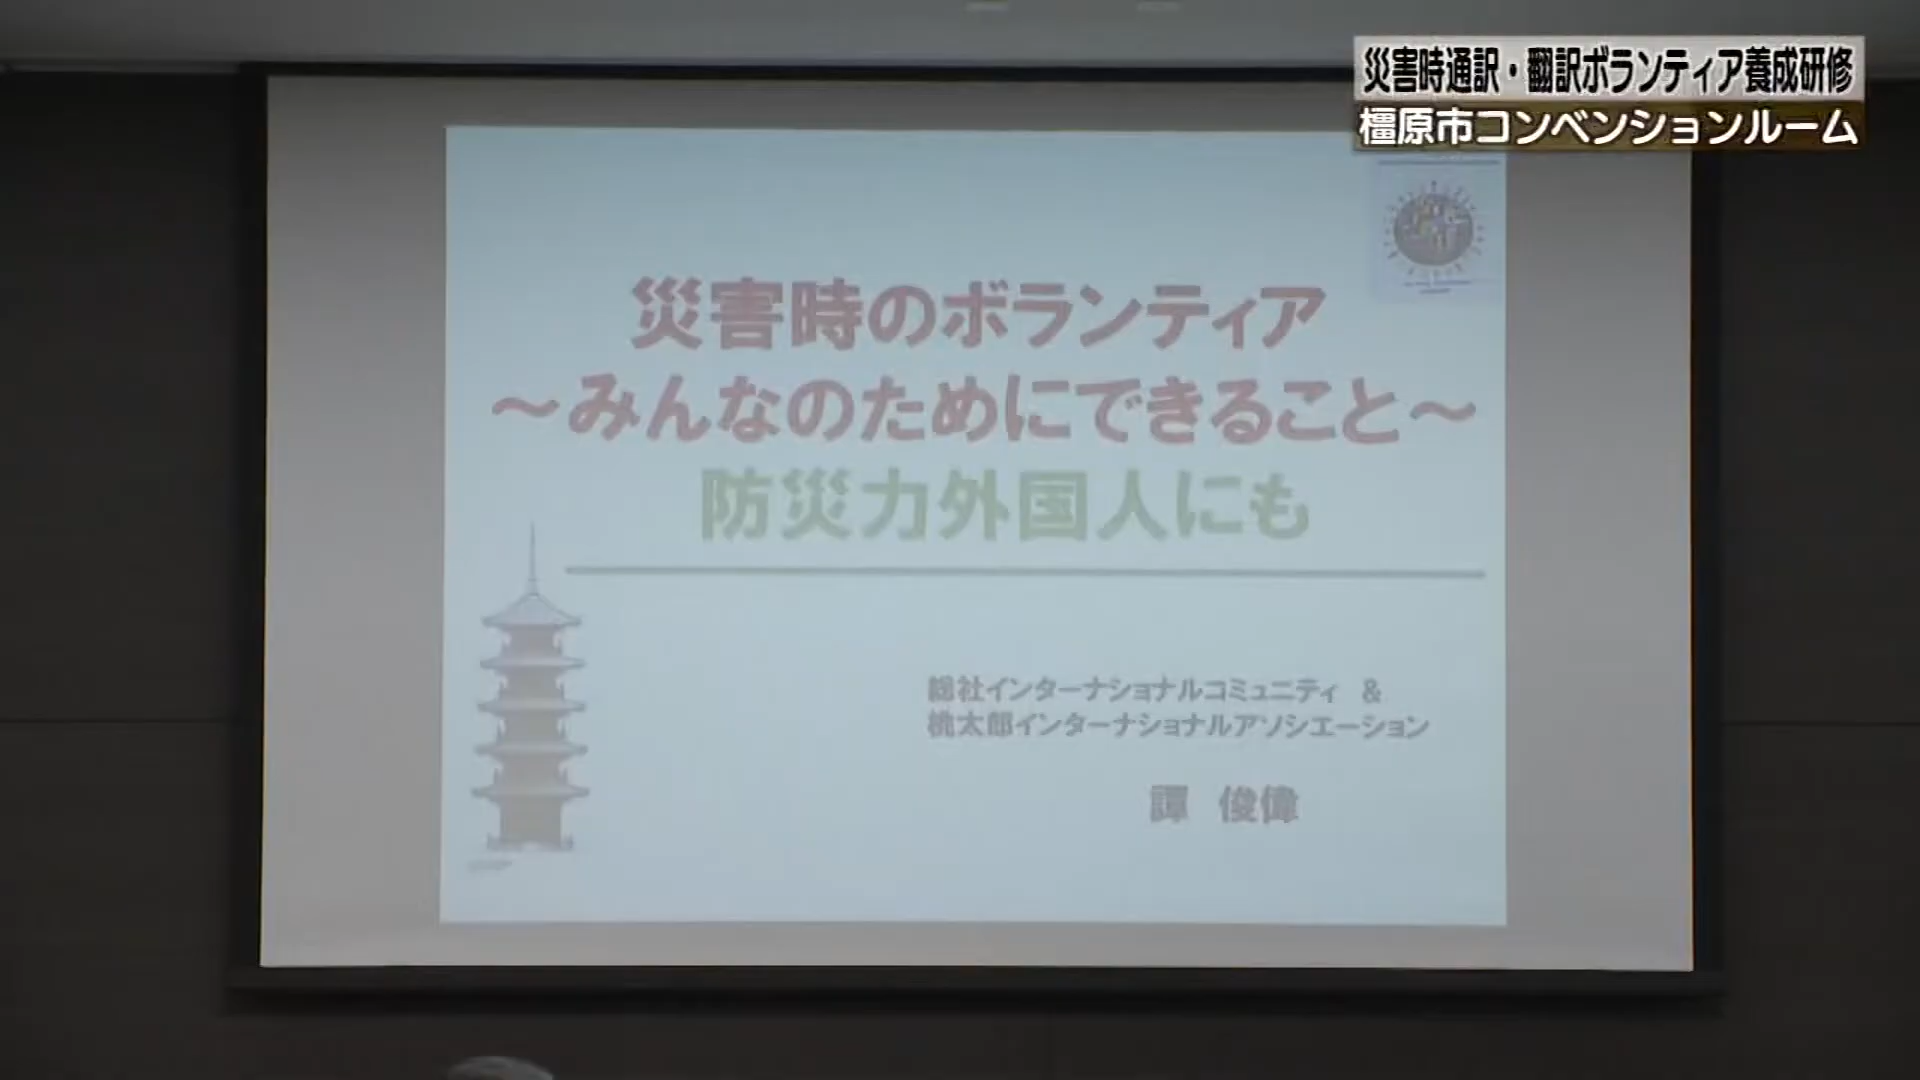 災害時通訳・翻訳ボランティア養成研修
橿原市コンベンションルーム
災害時のボランティア
～みんなのためにできること～
防災力外国人にも
総社インターナショナルコミュニティ ＆
桃太郎インターナショナルアソシエーション
譚 俊偉